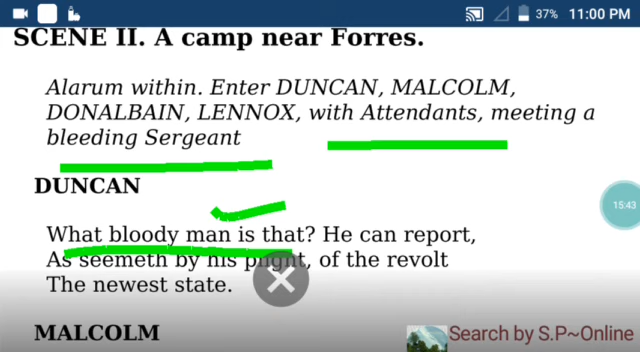 37% 11:00 PM
SCENE II. A camp near Forres.
Alarum within. Enter DUNCAN, MALCOLM,
DONALBAIN, LENNOX, with Attendants, meeting a
bleeding Sergeant
DUNCAN
15:43
What bloody man is that? He can report,
As seemeth by his plight, of the revolt
The newest state.
MALCOLM
Search by S.P~Online